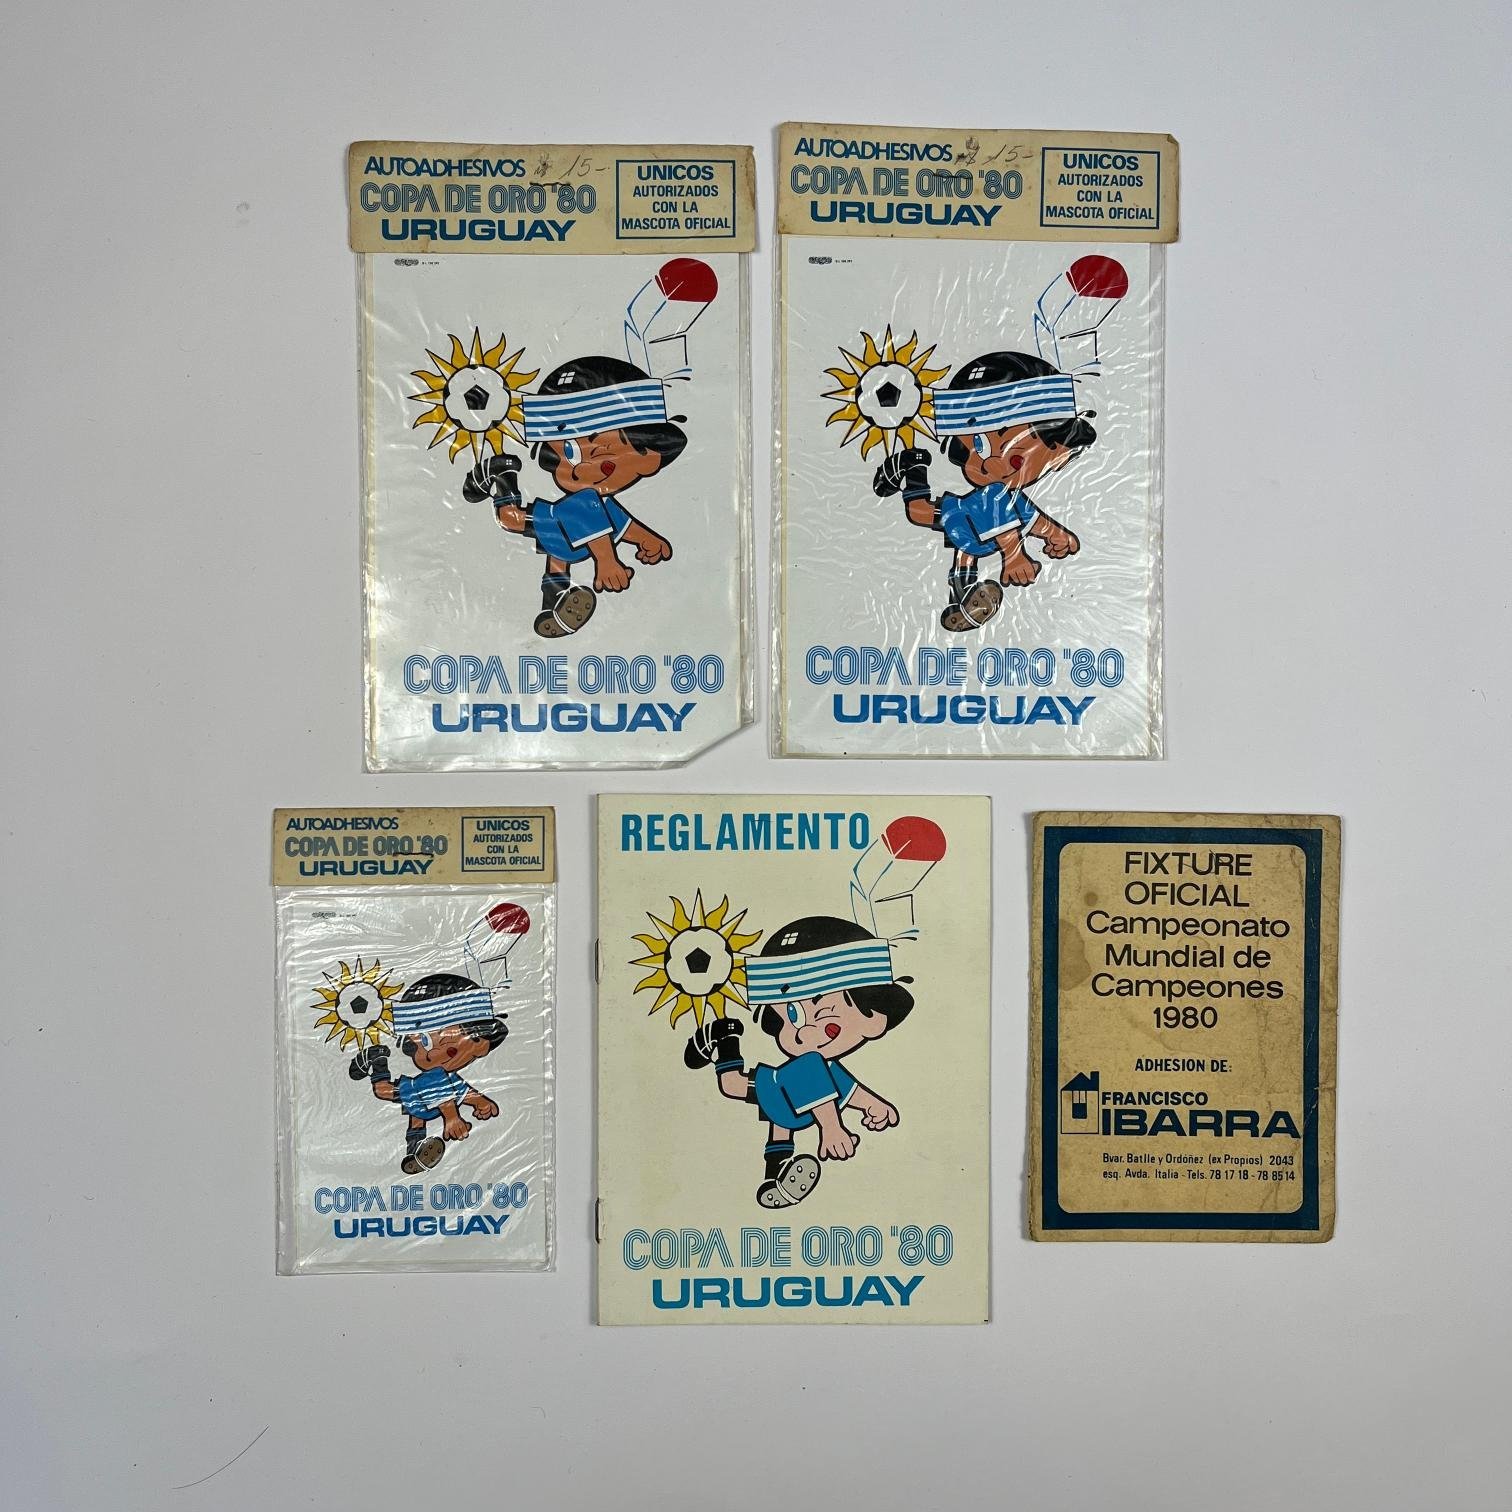 AUTOADHESIVOS $ 15-
COPA DE ORO '80
URUGUAY
UNICOS
AUTORIZADOS
CON LA
MASCOTA OFICIAL
COPA DE ORO '80
URUGUAY
AUTOADHESIVOS $ 15-
COPA DE ORO '80
URUGUAY
UNICOS
AUTORIZADOS
CON LA
MASCOTA OFICIAL
COPA DE ORO '80
URUGUAY
AUTOADHESIVOS
COPA DE ORO '80
URUGUAY
UNICOS
AUTORIZADOS
CON LA
MASCOTA OFICIAL
COPA DE ORO '80
URUGUAY
REGLAMENTO
COPA DE ORO '80
URUGUAY
FIXTURE
OFICIAL
Campeonato
Mundial de
Campeones
1980
ADHESION DE:
FRANCISCO
IBARRA
Bvar. Batlle y Ordóñez (ex Propios) 2043
esq. Avda. Italia - Tels. 78 17 18 - 78 85 14